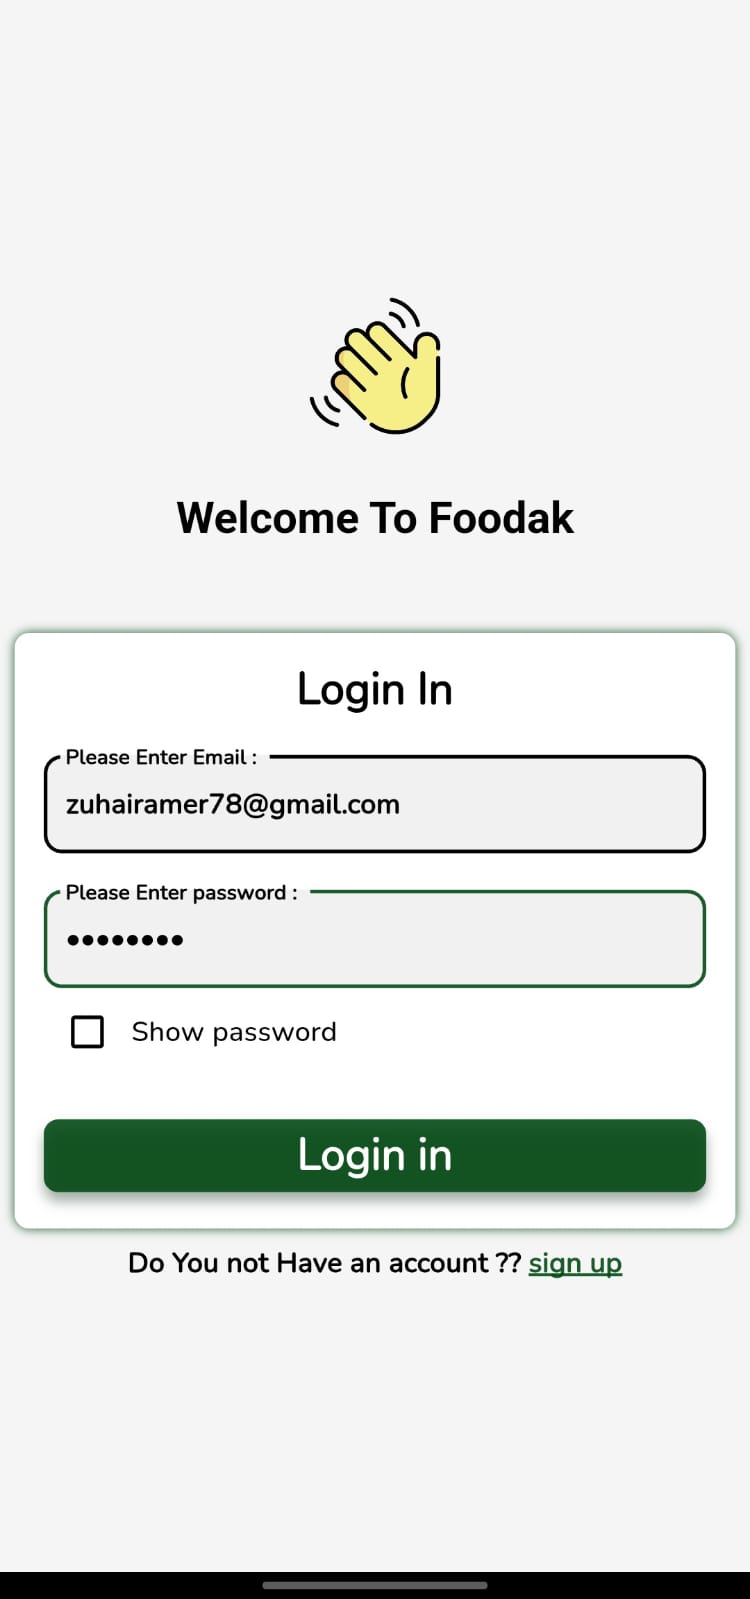 Welcome To Foodak
Login In
Please Enter Email :
zuhairamer78@gmail.com
Please Enter password :
••••••••
Show password
Login in
Do You not Have an account ?? sign up